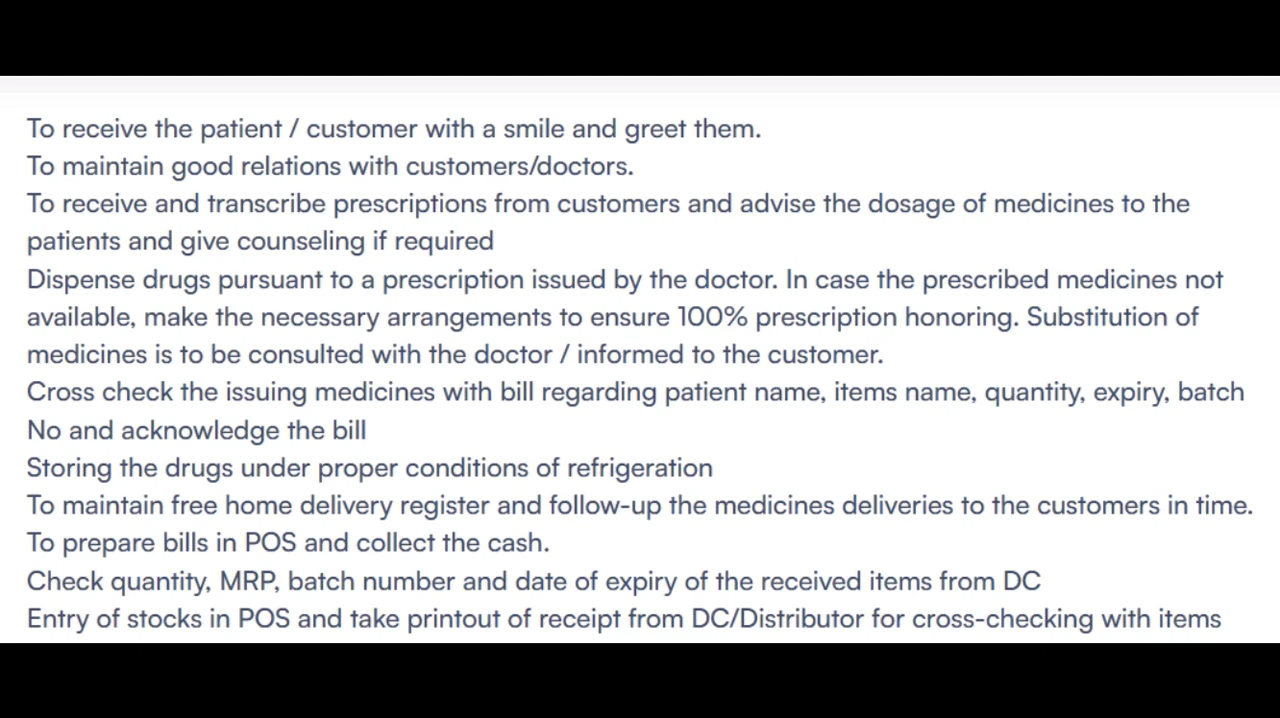 To receive the patient / customer with a smile and greet them.
To maintain good relations with customers/doctors.
To receive and transcribe prescriptions from customers and advise the dosage of medicines to the
patients and give counseling if required
Dispense drugs pursuant to a prescription issued by the doctor. In case the prescribed medicines not
available, make the necessary arrangements to ensure 100% prescription honoring. Substitution of
medicines is to be consulted with the doctor / informed to the customer.
Cross check the issuing medicines with bill regarding patient name, items name, quantity, expiry, batch
No and acknowledge the bill
Storing the drugs under proper conditions of refrigeration
To maintain free home delivery register and follow-up the medicines deliveries to the customers in time.
To prepare bills in POS and collect the cash.
Check quantity, MRP, batch number and date of expiry of the received items from DC
Entry of stocks in POS and take printout of receipt from DC/Distributor for cross-checking with items